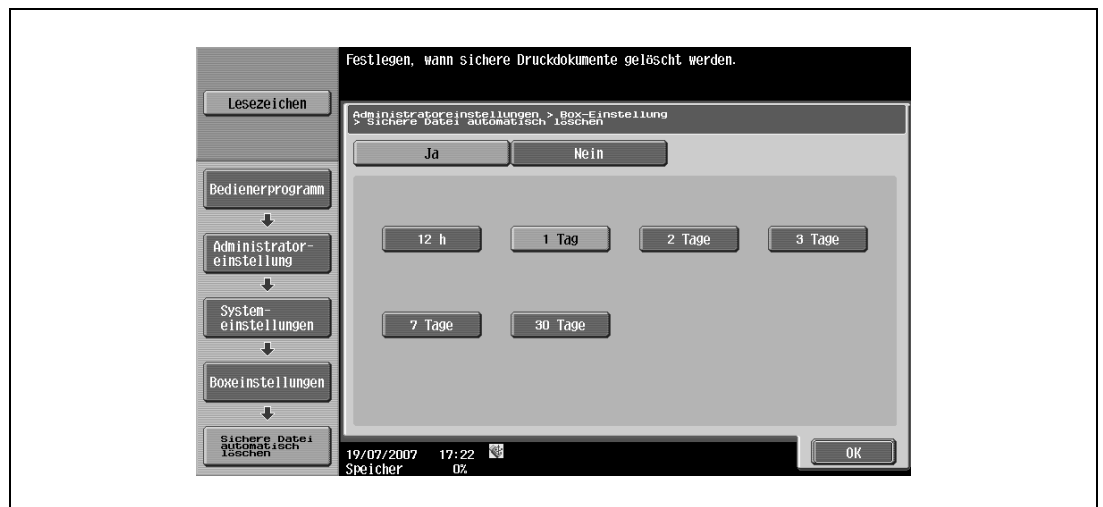 Festlegen, wann sichere Druckdokumente gelöscht werden.
Lesezeichen
Administratoreinstellungen > Box-Einstellung
> Sichere Datei automatisch löschen
Ja
Nein
Bedienerprogramm
Administrator-
einstellung
System-
einstellungen
Boxeinstellungen
Sichere Datei
automatisch
löschen
12 h
1 Tag
2 Tage
3 Tage
7 Tage
30 Tage
19/07/2007 17:22
Speicher 0%
OK